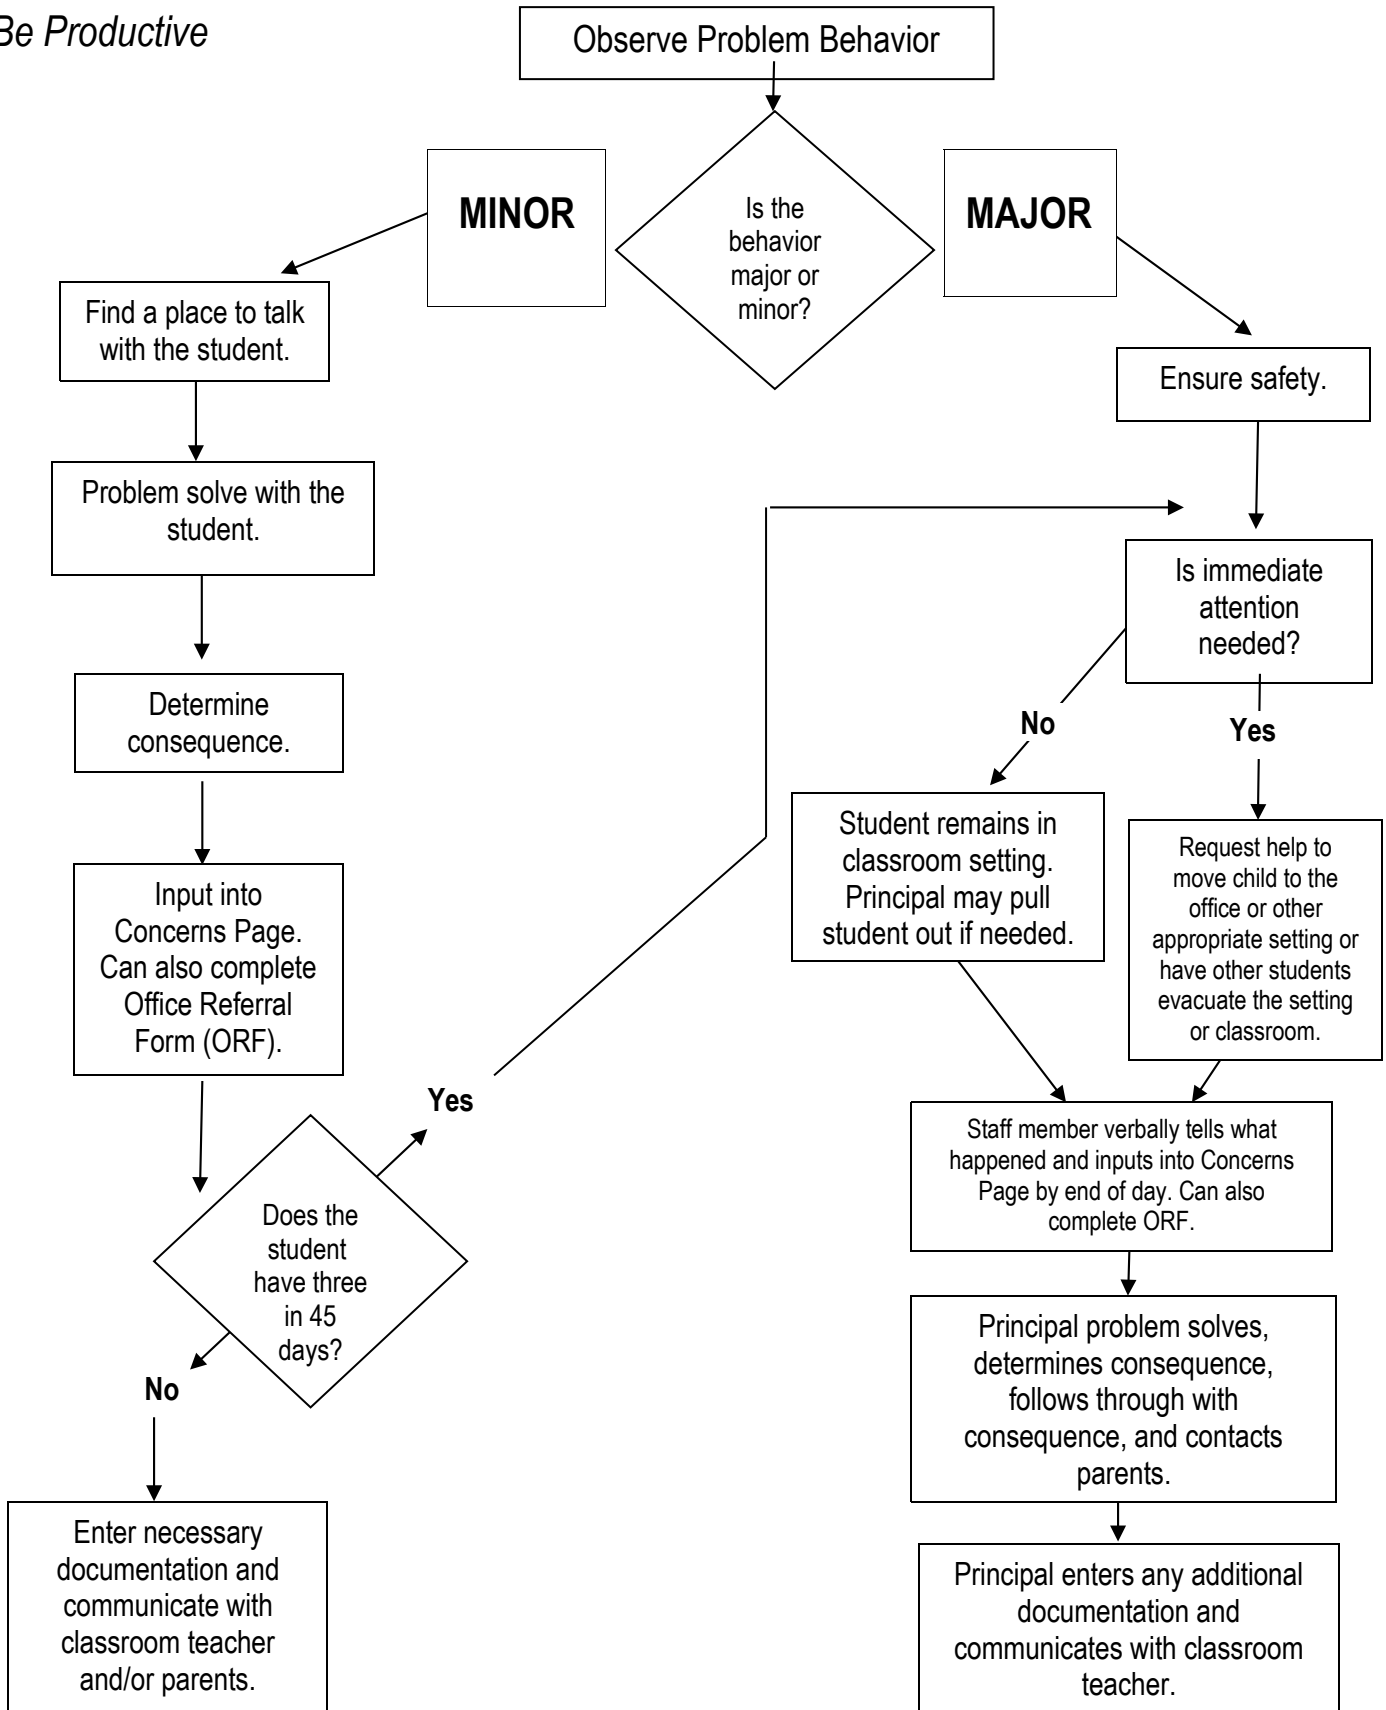 Be Productive
Observe Problem Behavior
MINOR
Is the
behavior
major or
minor?
MAJOR
Find a place to talk
with the student.
Problem solve with the
student.
Determine
consequence.
Input into
Concerns Page.
Can also complete
Office Referral
Form (ORF).
Does the
student
have three
in 45
days?
Yes
No
Enter necessary
documentation and
communicate with
classroom teacher
and/or parents.
Ensure safety.
Is immediate
attention
needed?
No
Yes
Student remains in
classroom setting.
Principal may pull
student out if needed.
Request help to
move child to the
office or other
appropriate setting or
have other students
evacuate the setting
or classroom.
Staff member verbally tells what
happened and inputs into Concerns
Page by end of day. Can also
complete ORF.
Principal problem solves,
determines consequence,
follows through with
consequence, and contacts
parents.
Principal enters any additional
documentation and
communicates with classroom
teacher.